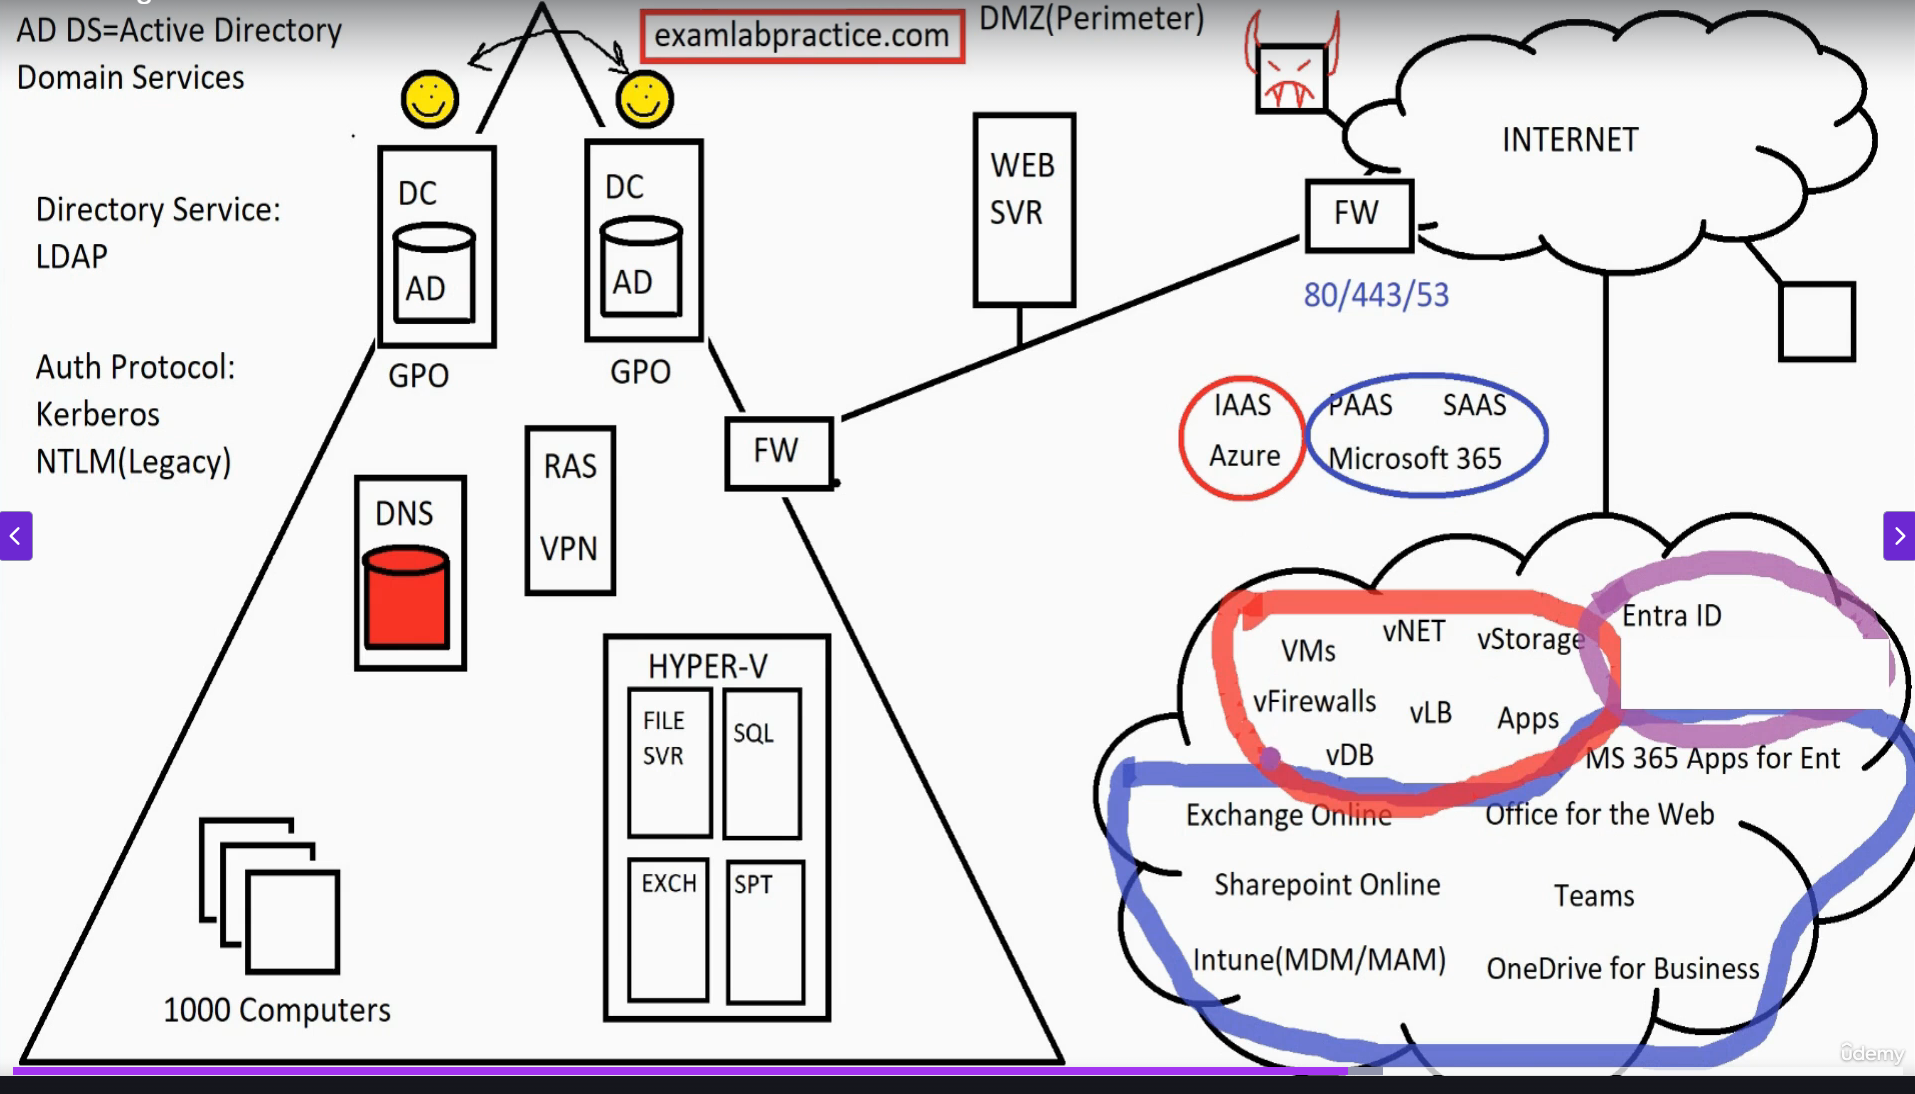 AD DS=Active Directory
Domain Services
examlabpractice.com
DMZ(Perimeter)
Directory Service:
LDAP
Auth Protocol:
Kerberos
NTLM(Legacy)
DC
AD
GPO
DC
AD
GPO
DNS
RAS
VPN
FW
HYPER-V
FILE
SVR
SQL
EXCH
SPT
1000 Computers
WEB
SVR
INTERNET
FW
80/443/53
IAAS
Azure
PAAS SAAS
Microsoft 365
VMs
vNET
vStorage
vFirewalls
vLB
Apps
vDB
Entra ID
MS 365 Apps for Ent
Exchange Online
Office for the Web
Sharepoint Online
Teams
Intune(MDM/MAM)
OneDrive for Business
ûdemy